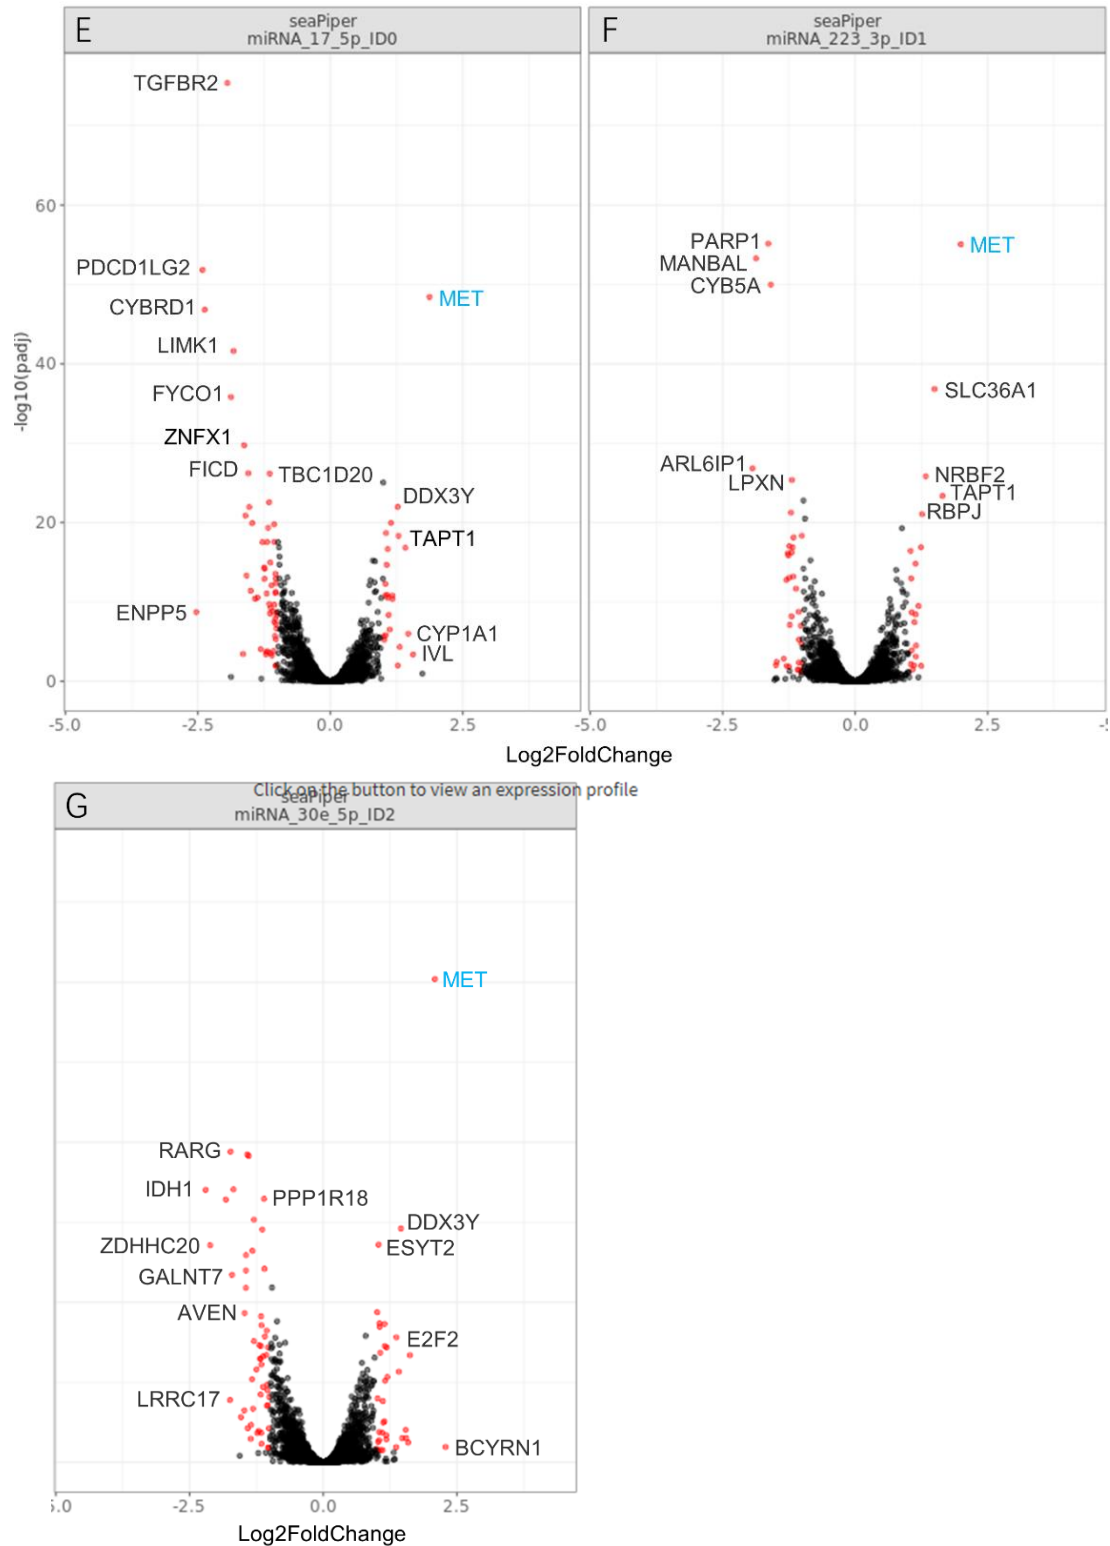 E
seaPiper
miRNA_17_5p_ID0
TGFBR2
60
PDCD1LG2
CYBRD1
MET
LIMK1
40
FYCO1
-log10(padj)
ZNFX1
FICD
TBC1D20
DDX3Y
20
TAPT1
ENPP5
CYP1A1
IVL
0
-5.0
-2.5
0.0
2.5
F
seaPiper
miRNA_223_3p_ID1
PARP1
MET
MANBAL
CYB5A
SLC36A1
ARL6IP1
NRBF2
LPXN
TAPT1
RBPJ
-5.0
-2.5
0.0
2.5
Log2FoldChange
Click on the button to view an expression profile
G
seaPiper
miRNA_30e_5p_ID2
MET
RARG
IDH1
PPP1R18
DDX3Y
ZDHHC20
ESYT2
GALNT7
AVEN
E2F2
LRRC17
BCYRN1
5.0
-2.5
0.0
2.5
Log2FoldChange